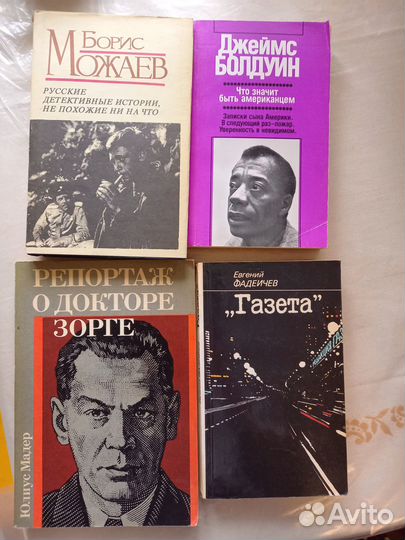 Борис
МОЖАЕВ
РУССКИЕ
ДЕТЕКТИВНЫЕ ИСТОРИИ,
НЕ ПОХОЖИЕ НИ НА ЧТО
Джеймс
БОЛДУИН
Что значит
быть американцем
Записки сына Америки.
В следующий раз–пожар.
Уверенность в невидимом.
РЕПОРТАЖ
О ДОКТОРЕ
ЗОРГЕ
Юлиус Мадер
Евгений
ФАДЕИЧЕВ
„Газета”
Avito